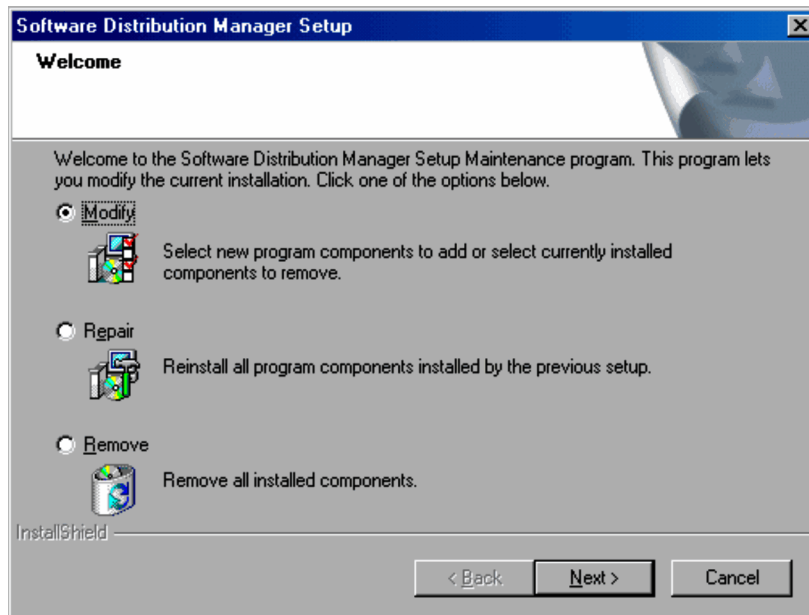 Software Distribution Manager Setup
Welcome
Welcome to the Software Distribution Manager Setup Maintenance program. This program lets
you modify the current installation. Click one of the options below.
Modify
Select new program components to add or select currently installed
components to remove.
Repair
Reinstall all program components installed by the previous setup.
Remove
Remove all installed components.
InstallShield
< Back
Next >
Cancel